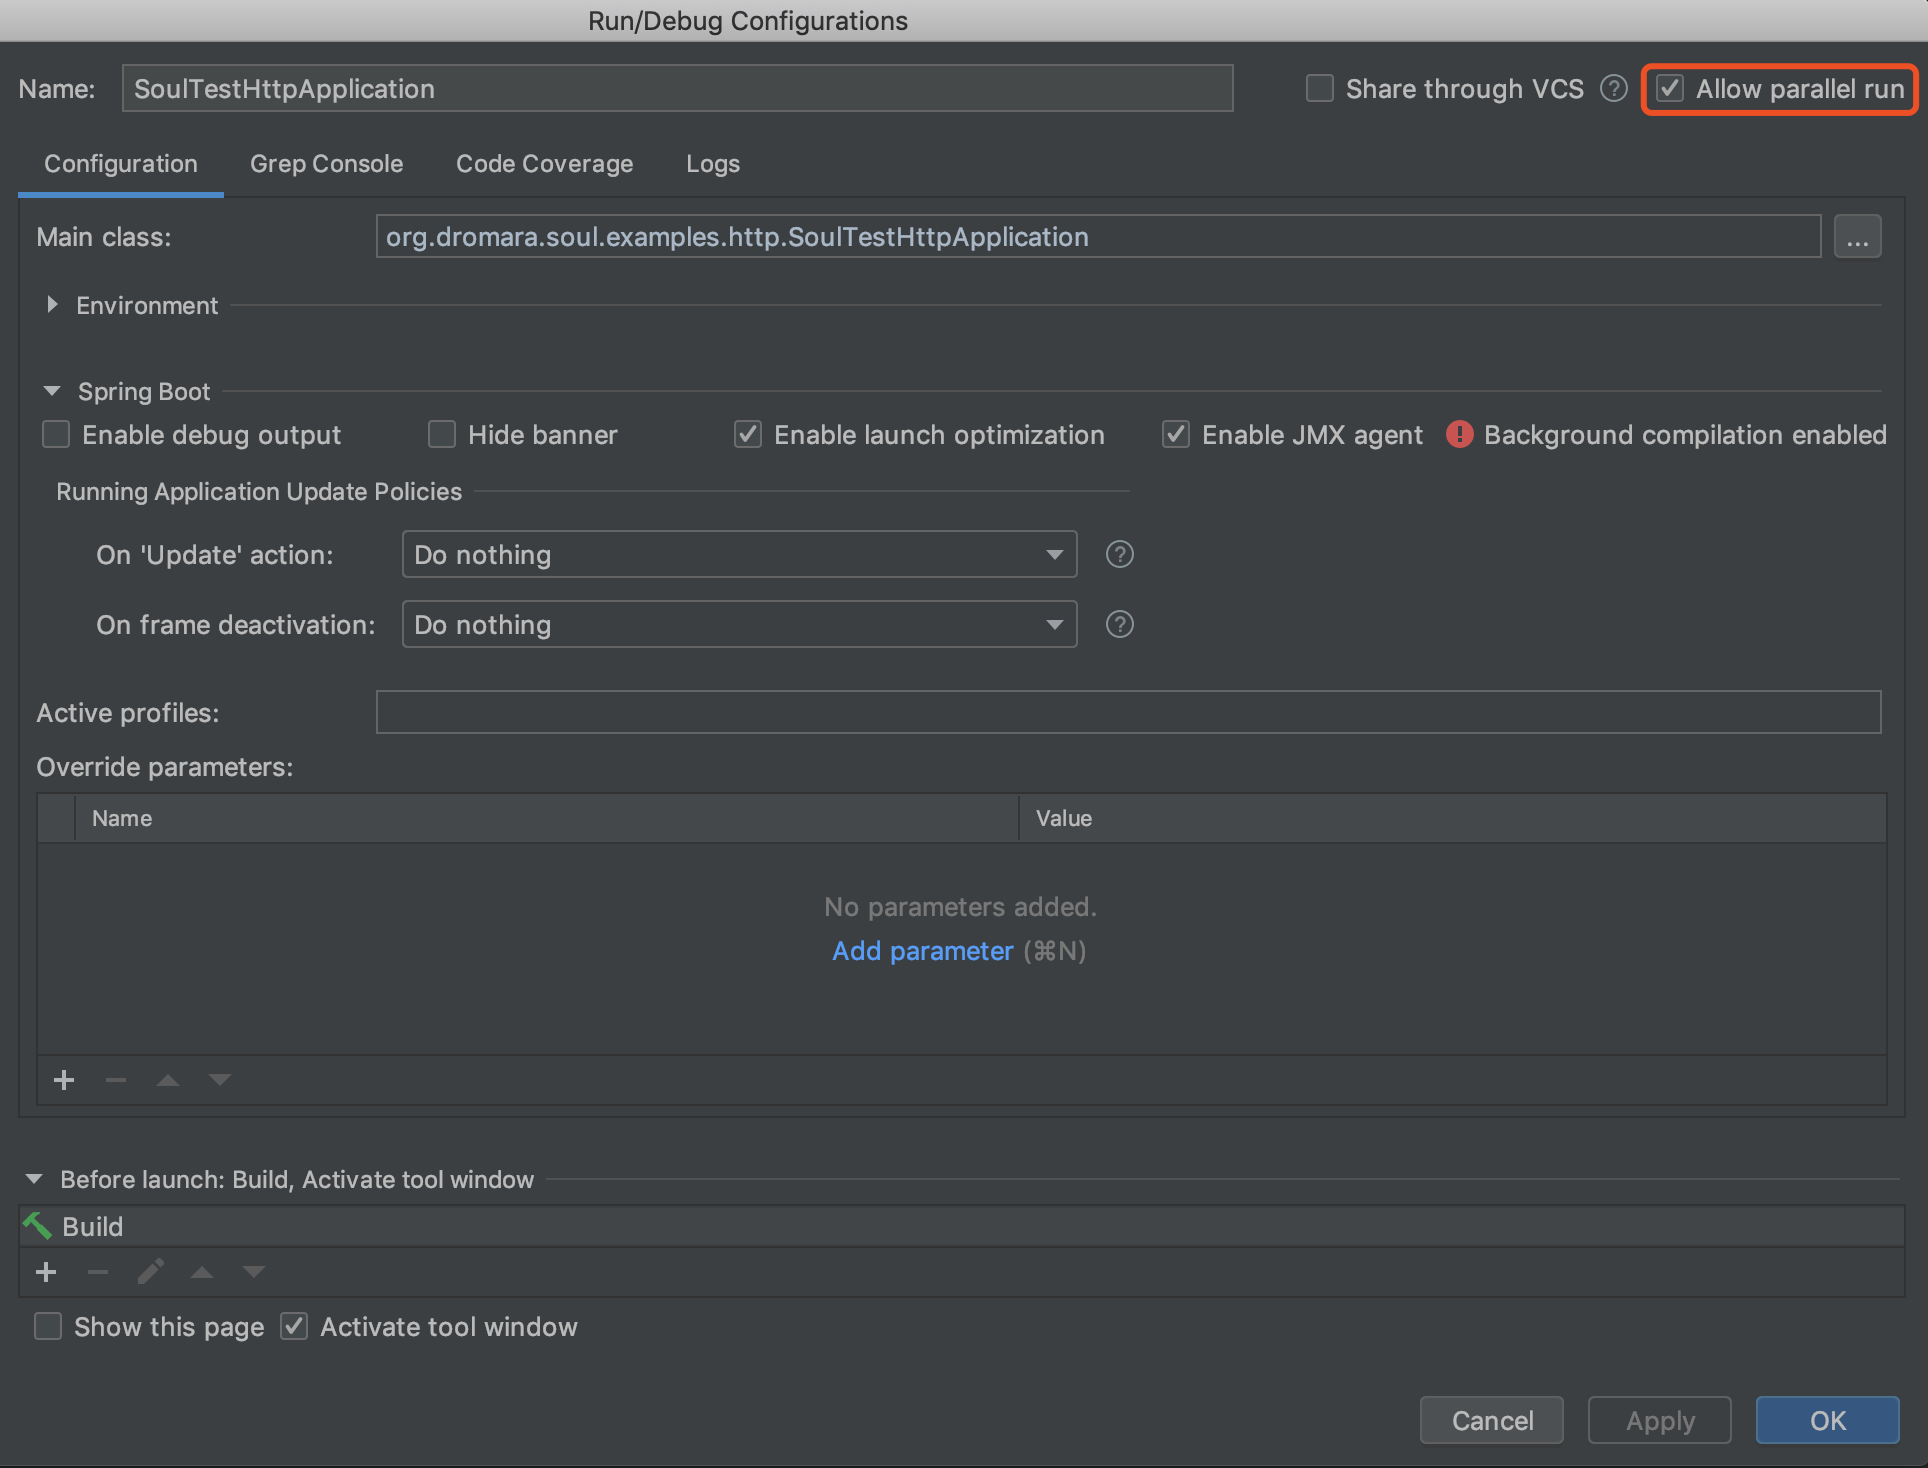 Run/Debug Configurations
Name: SoulTestHttpApplication Share through VCS ? Allow parallel run
Configuration Grep Console Code Coverage Logs
Main class: org.dromara.soul.examples.http.SoulTestHttpApplication ...
Environment
Spring Boot
Enable debug output Hide banner Enable launch optimization Enable JMX agent ! Background compilation enabled
Running Application Update Policies
On 'Update' action: Do nothing ?
On frame deactivation: Do nothing ?
Active profiles:
Override parameters:
Name Value
No parameters added.
Add parameter (⌘N)
Before launch: Build, Activate tool window
Build
Show this page Activate tool window
Cancel Apply OK